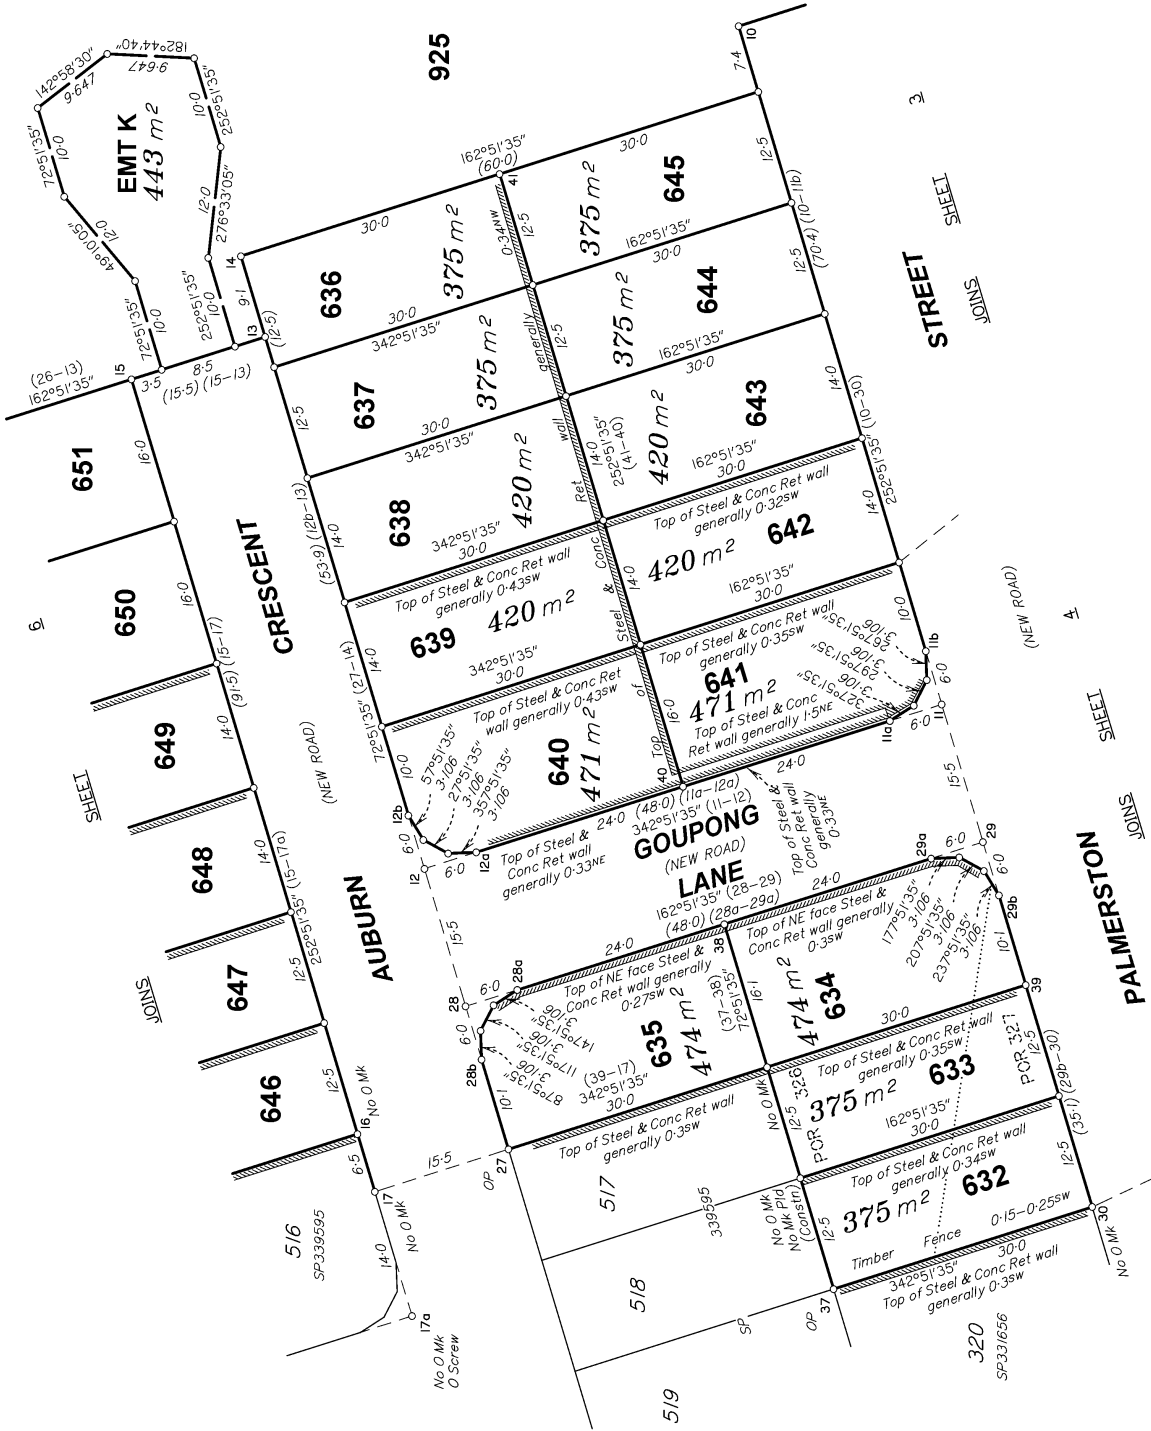 925
EMT K
443 m²
72°51'35"
10·0
142°58'30"
9·647
182°44'40"
9·647
10·0
252°51'35"
12·0
276°33'05"
49°10'05"
12·0
72°51'35"
10·0
252°51'35"
10·0
10
7·4
(26-13)
162°51'35"
15
3·5
8·5
(15·5) (15-13)
13
14
9·1
(12·5)
162°51'35"
(60·0)
41
30·0
636
375 m²
30·0
645
375 m²
12·5
0·34NW
12·5
30·0
342°51'35"
637
375 m²
162°51'35"
30·0
644
375 m²
12·5
(70·4) (10-11b)
12·5
generally
12·5
30·0
342°51'35"
638
420 m²
162°51'35"
30·0
643
420 m²
14·0
wall
14·0
252°51'35"
(41-40)
Ret
(53·9) (12b-13)
14·0
342°51'35"
30·0
Top of Steel & Conc Ret wall
generally 0·43SW
639
420 m²
162°51'35"
30·0
Top of Steel & Conc Ret wall
generally 0·32SW
642
420 m²
252°51'35" (10-30)
14·0
Conc
&
Steel
14·0
14·0
72°51'35" (27-14)
342°51'35"
30·0
Top of Steel & Conc Ret
wall generally 0·43SW
640
471 m²
162°51'35"
30·0
Top of Steel & Conc Ret wall
generally 0·35SW
641
471 m²
Top of Steel & Conc
Ret wall generally 1·5NE
10·0
11b
6·0
11
6·0
11a
267°51'35"
3·106
297°51'35"
3·106
327°51'35"
3·106
of
Top
16·0
40
10·0
12b
6·0
12
6·0
12a
57°51'35"
3·106
27°51'35"
3·106
357°51'35"
3·106
Top of Steel &
Conc Ret wall
generally 0·33NE
24·0
(48·0) (11a-12a)
342°51'35" (11-12)
24·0
Top of Steel &
Conc Ret wall
generally
0·33NE
GOUPONG
(NEW ROAD)
LANE
162°51'35" (28-29)
(48·0) (28a-29a)
24·0
24·0
15·5
15·5
651
16·0
650
16·0
(91·5) (15-17)
649
14·0
648
14·0
252°51'35" (15-17a)
647
12·5
646
12·5
16
No O Mk
6·5
17
No O Mk
14·0
17a
No O Mk
O Screw
516
SP339595
15·5
6
SHEET
JOINS
CRESCENT
(NEW ROAD)
AUBURN
28
6·0
28a
6·0
28b
10·1
27
OP
147°51'35"
3·106
117°51'35"
3·106
87°51'35"
3·106
Top of NE face Steel &
Conc Ret wall generally
0·27SW
635
474 m²
(39-17)
342°51'35"
30·0
Top of Steel & Conc Ret wall
generally 0·3SW
38
(37-38)
72°51'35"
16·1
Top of NE face Steel &
Conc Ret wall generally
0·3SW
634
474 m²
29a
6·0
29
6·0
29b
177°51'35"
3·106
207°51'35"
3·106
237°51'35"
3·106
10·1
39
30·0
Top of Steel & Conc Ret wall
generally 0·35SW
633
375 m²
No O Mk
12·5
POR 326
POR 327
12·5
162°51'35"
30·0
Top of Steel & Conc Ret wall
generally 0·34SW
632
375 m²
No O Mk
No Mk Pld
(Constn)
12·5
Timber Fence 0·15-0·25SW
342°51'35"
30·0
Top of Steel & Conc Ret wall
generally 0·3SW
12·5
(35·1) (29b-30)
30
No O Mk
37
OP
517
518
519
SP
339595
320
SP331656
3
SHEET
JOINS
STREET
(NEW ROAD)
4
SHEET
JOINS
PALMERSTON